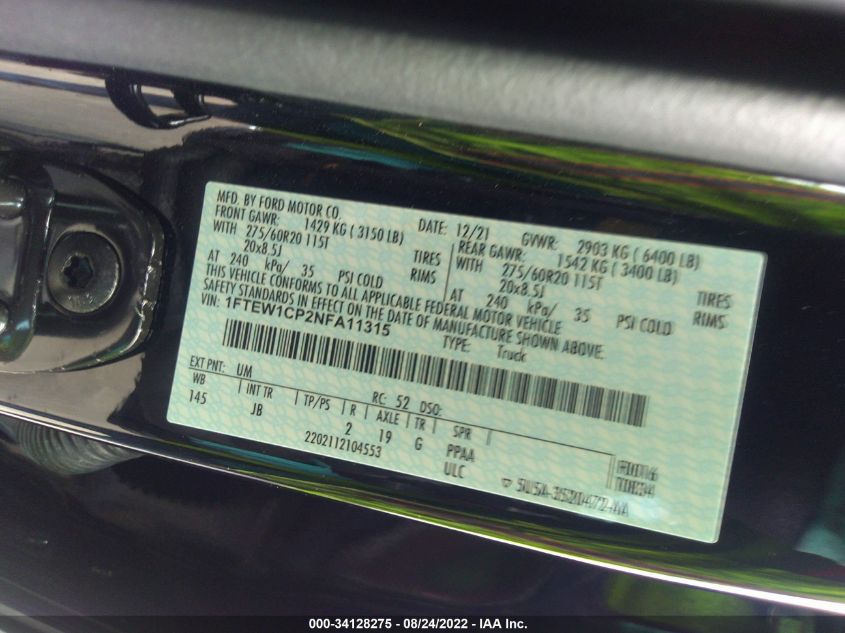 MFD. BY FORD MOTOR CO. DATE: 12/21 GVWR: 2903 KG ( 6400 LB)
FRONT GAWR: 1429 KG ( 3150 LB) REAR GAWR: 1542 KG ( 3400 LB)
WITH 275/60R20 115T TIRES WITH 275/60R20 115T TIRES
20x8.5J RIMS 20x8.5J RIMS
AT 240 kPa/ 35 PSI COLD AT 240 kPa/ 35 PSI COLD
THIS VEHICLE CONFORMS TO ALL APPLICABLE FEDERAL MOTOR VEHICLE
SAFETY STANDARDS IN EFFECT ON THE DATE OF MANUFACTURE SHOWN ABOVE.
VIN: 1FTEW1CP2NFA11315 TYPE: Truck
EXT PNT: UM RC: 52 DSO:
WB INT TR TP/PS R AXLE TR SPR
145 JB 2 19 G PPAA
2202112104553 ULC
000-34128275 - 08/24/2022 - IAA Inc.